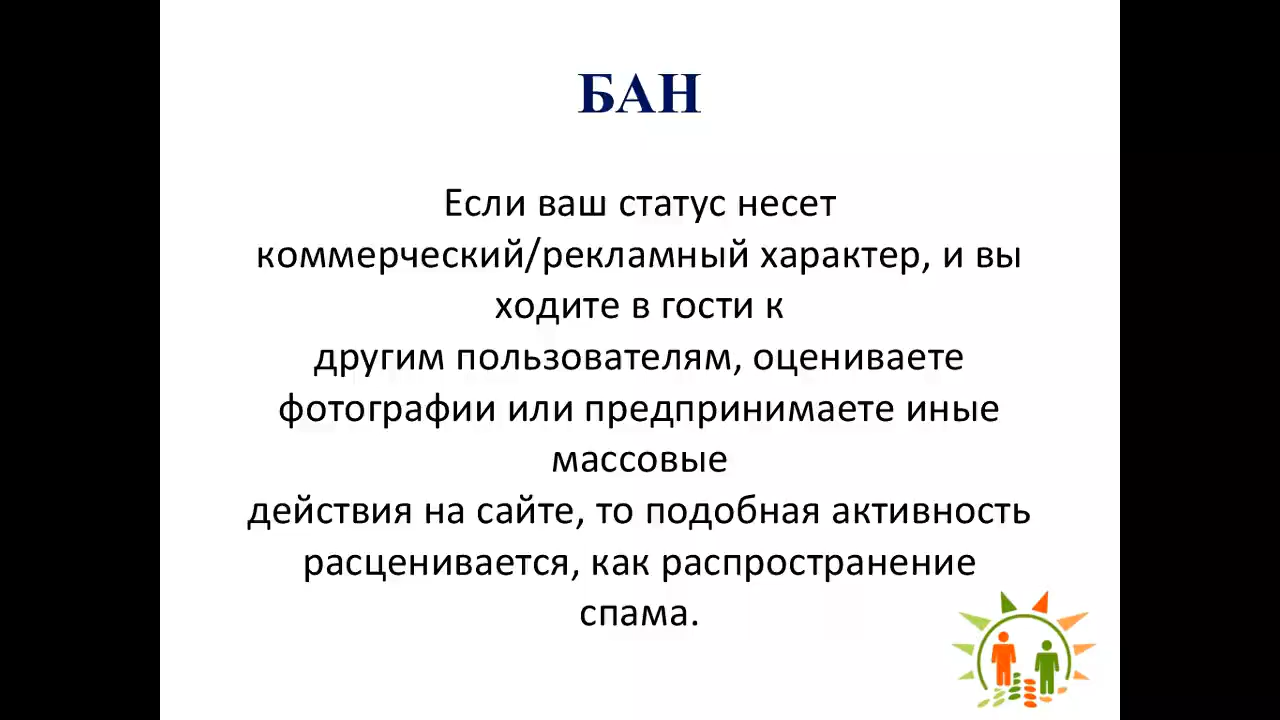 БАН
Если ваш статус несет
коммерческий/рекламный характер, и вы
ходите в гости к
другим пользователям, оцениваете
фотографии или предпринимаете иные
массовые
действия на сайте, то подобная активность
расценивается, как распространение
спама.